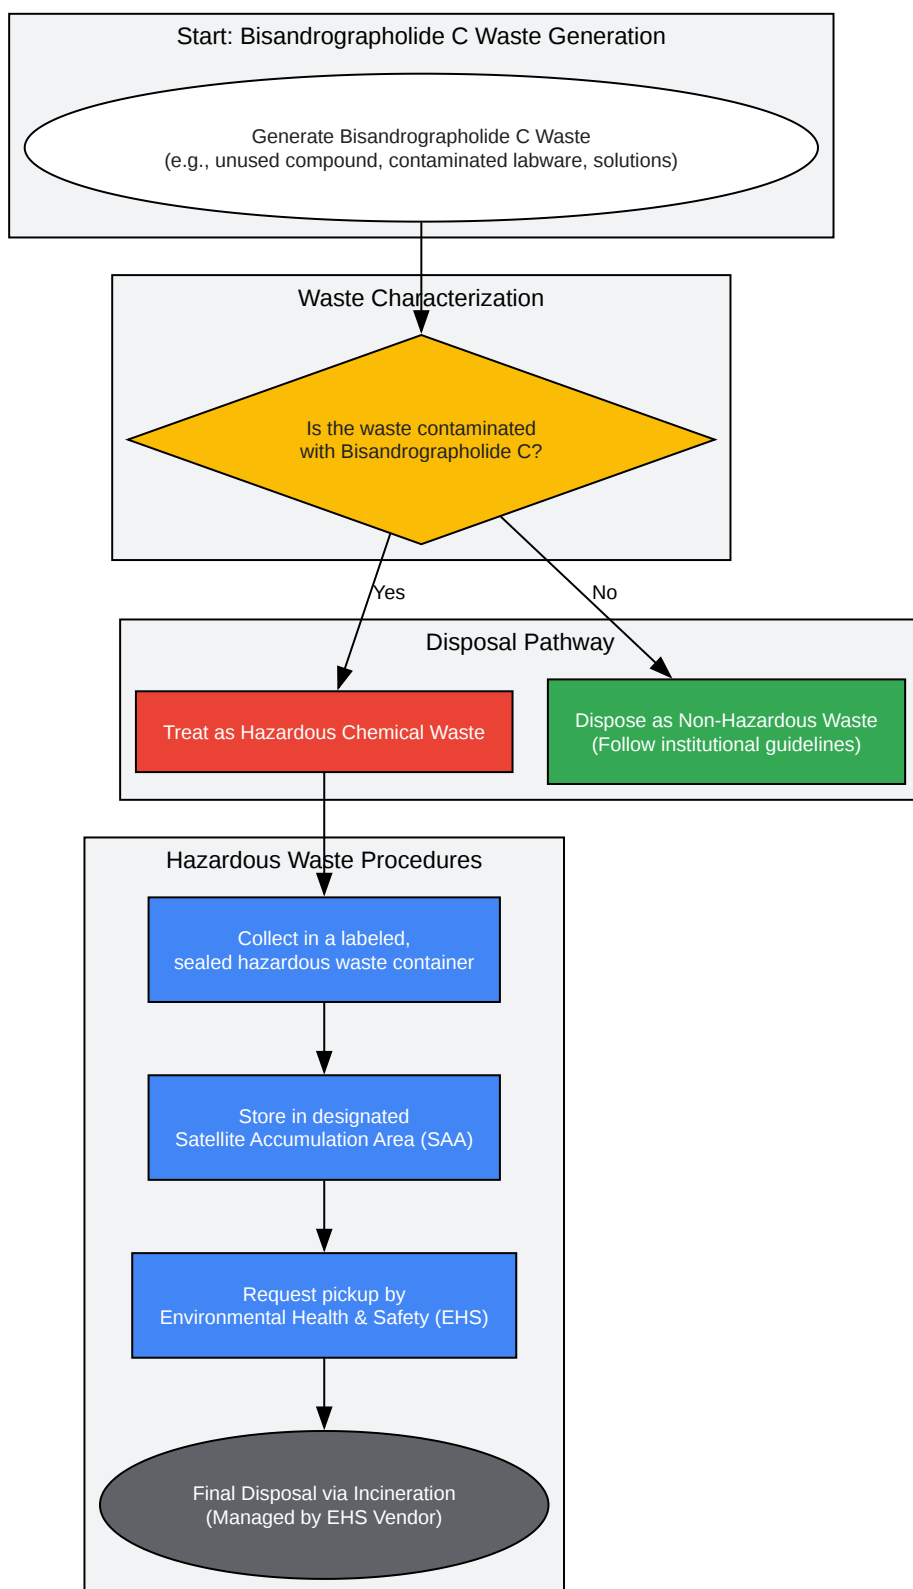 Start: Bisandrographolide C Waste Generation
Generate Bisandrographolide C Waste
(e.g., unused compound, contaminated labware, solutions)
Waste Characterization
Is the waste contaminated
with Bisandrographolide C?
Yes
No
Disposal Pathway
Treat as Hazardous Chemical Waste
Dispose as Non-Hazardous Waste
(Follow institutional guidelines)
Hazardous Waste Procedures
Collect in a labeled,
sealed hazardous waste container
Store in designated
Satellite Accumulation Area (SAA)
Request pickup by
Environmental Health & Safety (EHS)
Final Disposal via Incineration
(Managed by EHS Vendor)